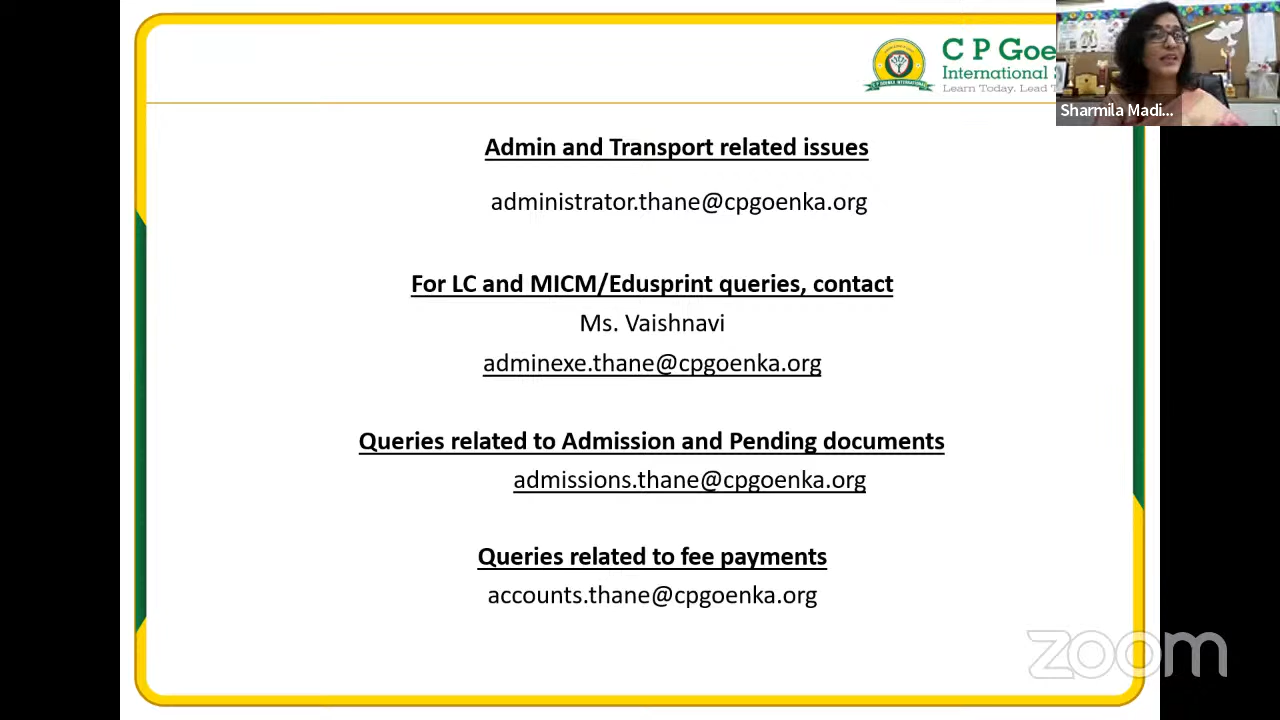 C P Goe
International S
Learn Today. Lead T
Sharmila Madi...
Admin and Transport related issues
administrator.thane@cpgoenka.org
For LC and MICM/Edusprint queries, contact
Ms. Vaishnavi
adminexe.thane@cpgoenka.org
Queries related to Admission and Pending documents
admissions.thane@cpgoenka.org
Queries related to fee payments
accounts.thane@cpgoenka.org
zoom